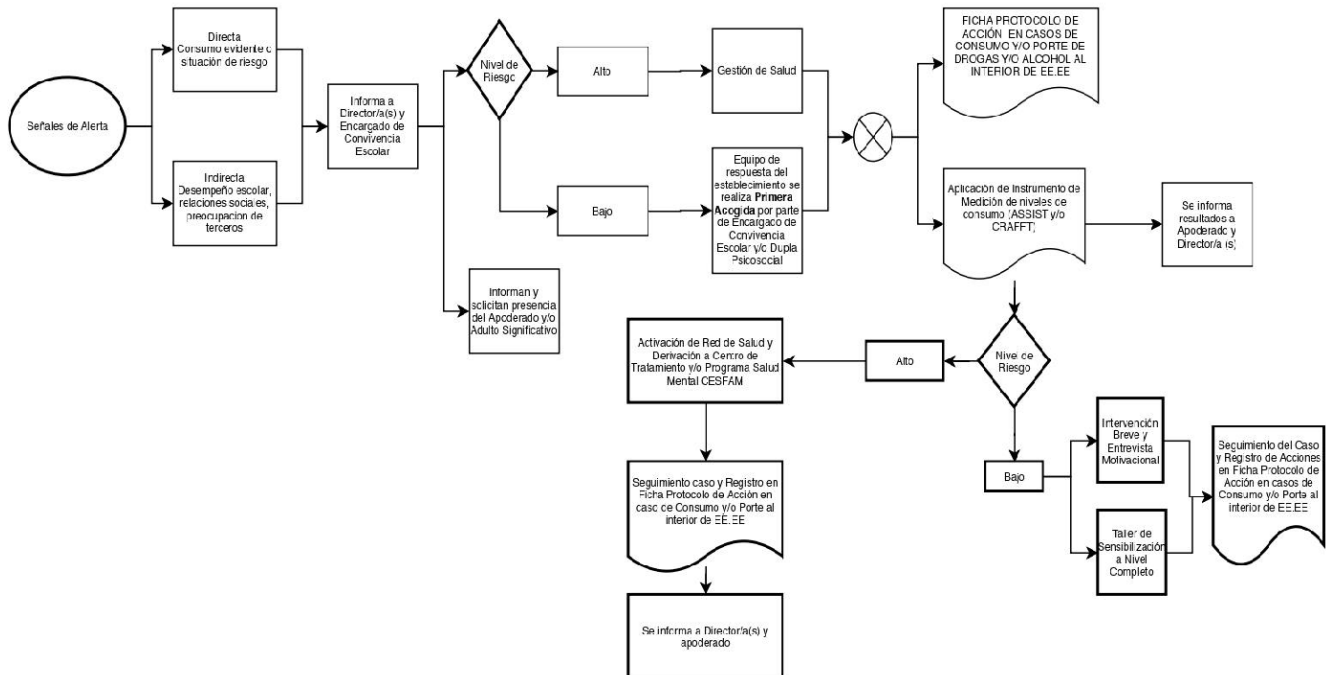 Señales de Alerta
Directa
Consumo evidente o
situación de riesgo
Indirecta
Desempeño escolar,
relaciones sociales,
preocupacion de
terceros
Informa a
Director/a(s) y
Encargado de
Convivencia
Escolar
Nivel de
Riesgo
Alto
Gestión de Salud
Bajo
Equipo de
respuesta del
establecimiento se
realiza Primera
Acogida por parte
de Encargado de
Convivencia
Escolar y/o Dupla
Psicosocial
Informan y
solicitan presencia
del Apoderado y/o
Adulto Significativo
FICHA PROTOCOLO DE
ACCIÓN EN CASOS DE
CONSUMO Y/O PORTE DE
DROGAS Y/O ALCOHOL AL
INTERIOR DE EE.EE
Aplicación de Instrumento de
Medición de niveles de
consumo (ASSIST y/o
CRAFFT)
Se informa
resultados a
Apoderado y
Director/a (s)
Nivel de
Riesgo
Alto
Activación de Red de Salud y
Derivación a Centro de
Tratamiento y/o Programa Salud
Mental CESFAM
Seguimiento caso y Registro en
Ficha Protocolo de Acción en
caso de Consumo y/o Porte al
interior de EE.EE
Se informa a Director/a(s) y
apoderado
Bajo
Intervención
Breve y
Entrevista
Motivacional
Taller de
Sensibilización
a Nivel
Completo
Seguimiento del Caso
y Registro de Acciones
en Ficha Protocolo de
Acción en casos de
Consumo y/o Porte al
interior de EE.EE